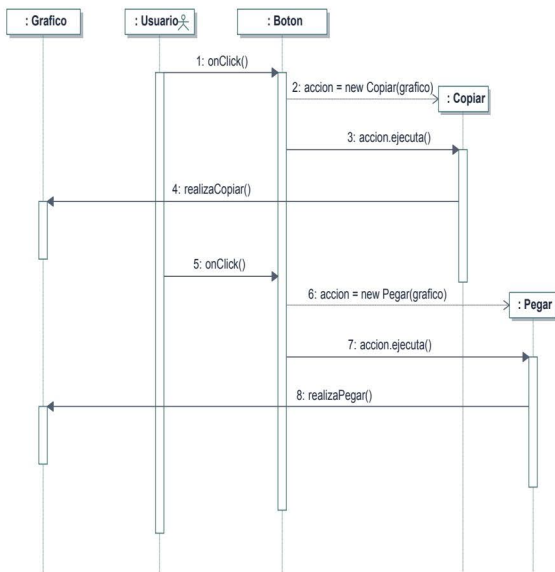 : Grafico
: Usuario
: Boton
1: onClick()
2: accion = new Copiar(grafico)
: Copiar
3: accion.ejecuta()
4: realizaCopiar()
5: onClick()
6: accion = new Pegar(grafico)
: Pegar
7: accion.ejecuta()
8: realizaPegar()